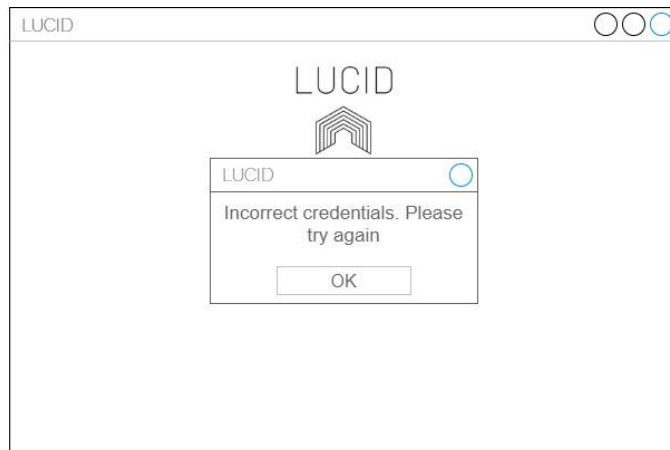 LUCID
LUCID
LUCID
Incorrect credentials. Please
try again
OK